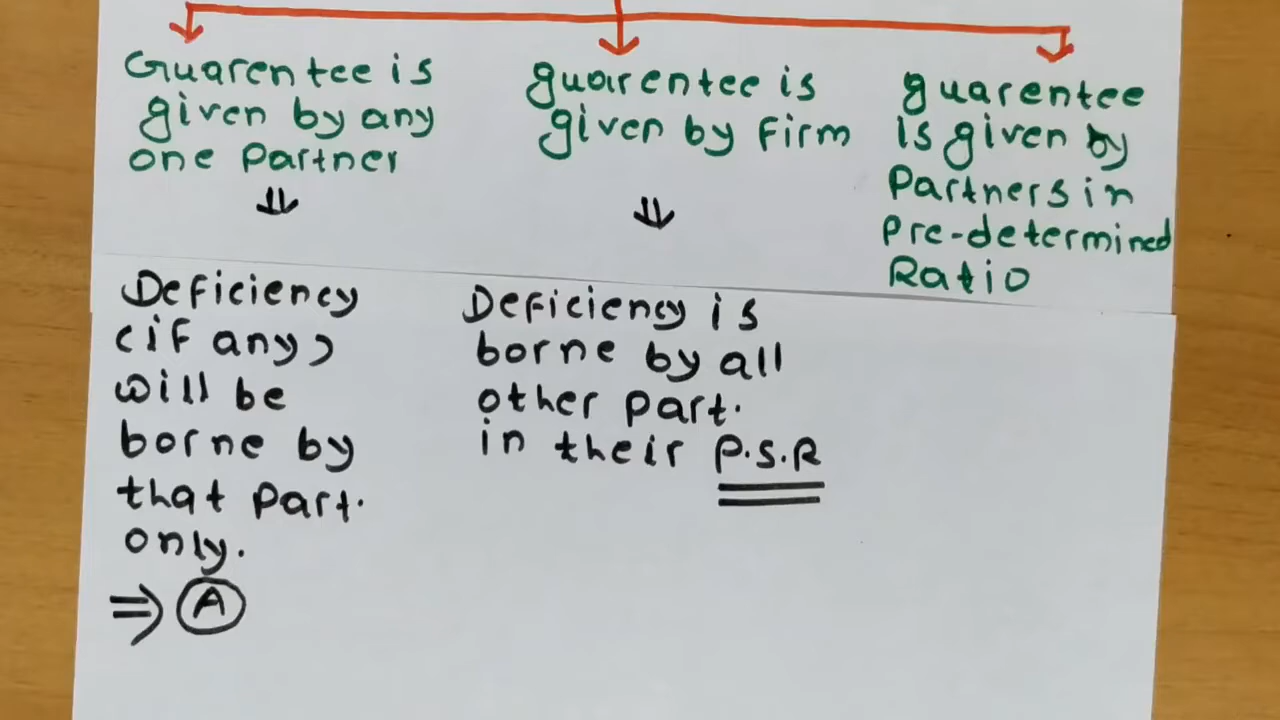 Guarentee is
given by any
one Partner
⇓
Deficiency
(if any)
will be
borne by
that Part.
only.
⇒ A
guarentee is
given by Firm
⇓
Deficiency is
borne by all
other Part.
in their P.S.R
guarentee
is given by
Partners in
Pre-determined
Ratio